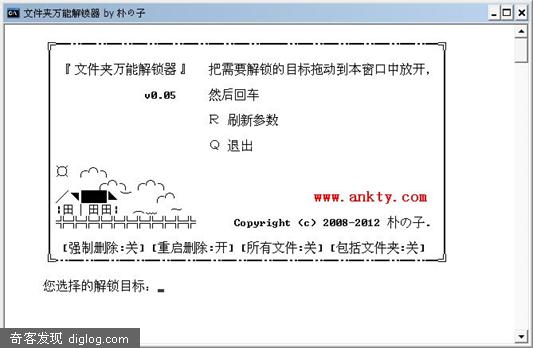 文件夹万能解锁器 by 朴の子
『 文件夹万能解锁器 』 把需要解锁的目标拖动到本窗口中放开，
v0.05 然后回车
R 刷新参数
Q 退出
www.ankty.com
Copyright (c) 2008-2012 朴の子.
[强制删除:关] [重启删除:开] [所有文件:关] [包括文件夹:关]
您选择的解锁目标：
奇客发现 diglog.com